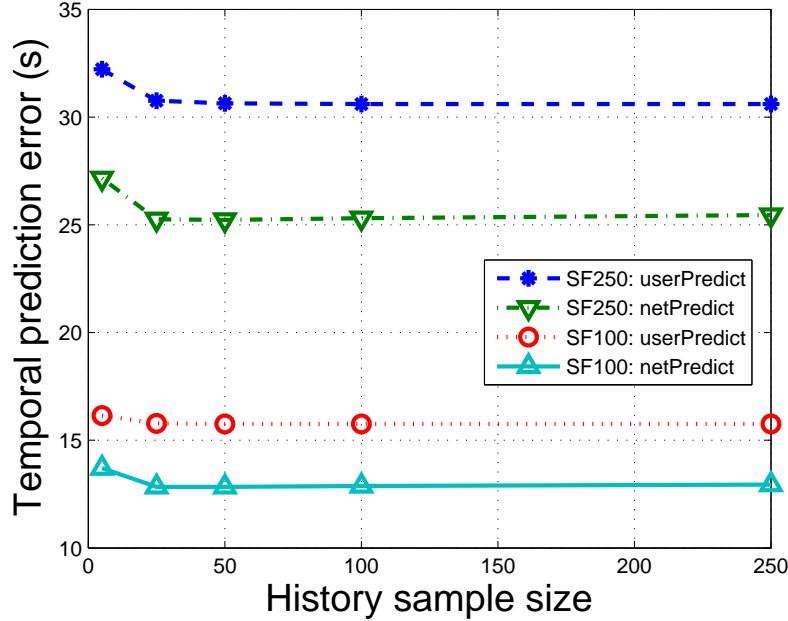 Temporal prediction error (s)
35
30
25
20
15
10
SF250: userPredict
SF250: netPredict
SF100: userPredict
SF100: netPredict
0 50 100 150 200 250
History sample size